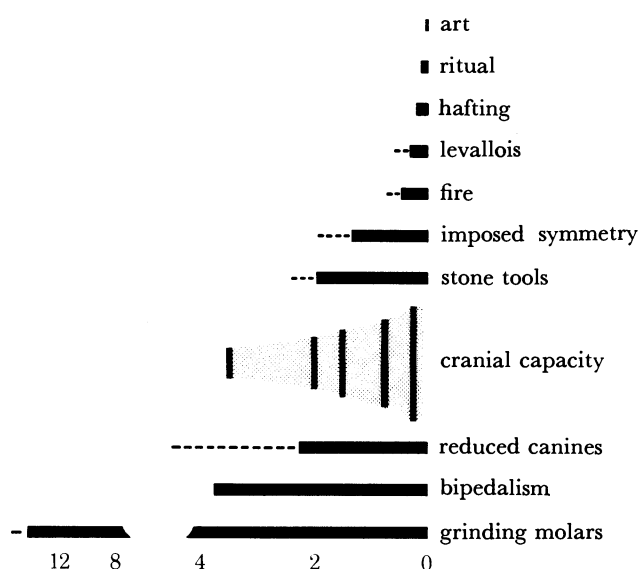 art
ritual
hafting
levallois
fire
imposed symmetry
stone tools
cranial capacity
reduced canines
bipedalism
grinding molars
12 8 4 2 0